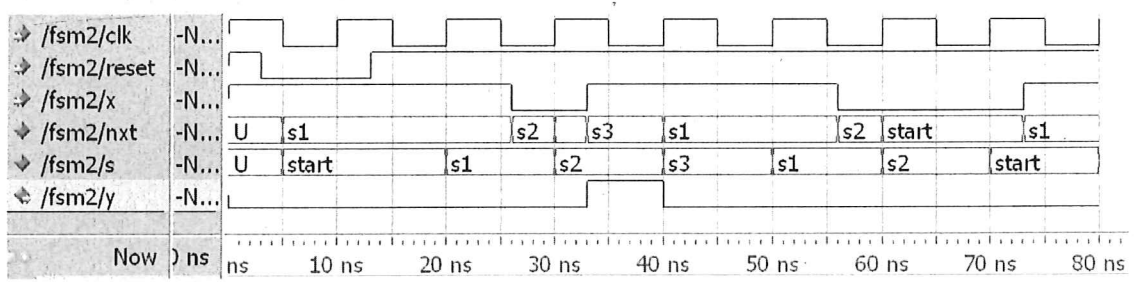 /fsm2/clk -N...
/fsm2/reset -N...
/fsm2/x -N...
/fsm2/nxt -N... U s1 s2 s3 s1 s2 start s1
/fsm2/s -N... U start s1 s2 s3 s1 s2 start
/fsm2/y -N...
Now 0 ns ns 10 ns 20 ns 30 ns 40 ns 50 ns 60 ns 70 ns 80 ns